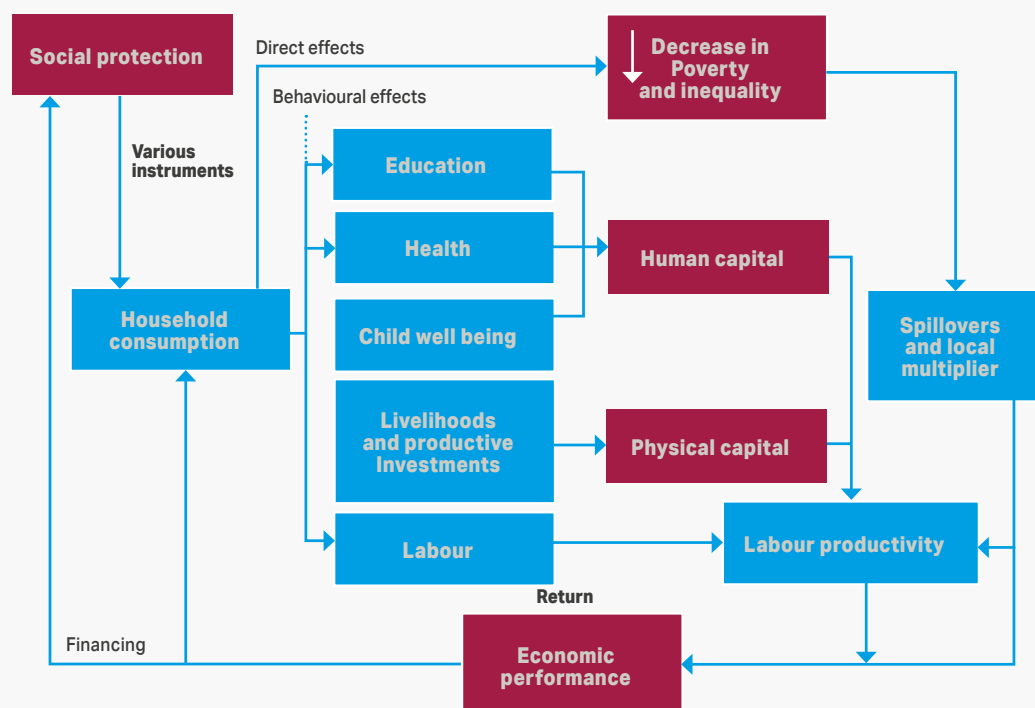 Social protection
Direct effects
Decrease in
Poverty
and inequality
Behavioural effects
Various
instruments
Education
Health
Human capital
Household
consumption
Child well being
Spillovers
and local
multiplier
Livelihoods
and productive
Investments
Physical capital
Labour
Labour productivity
Return
Financing
Economic
performance